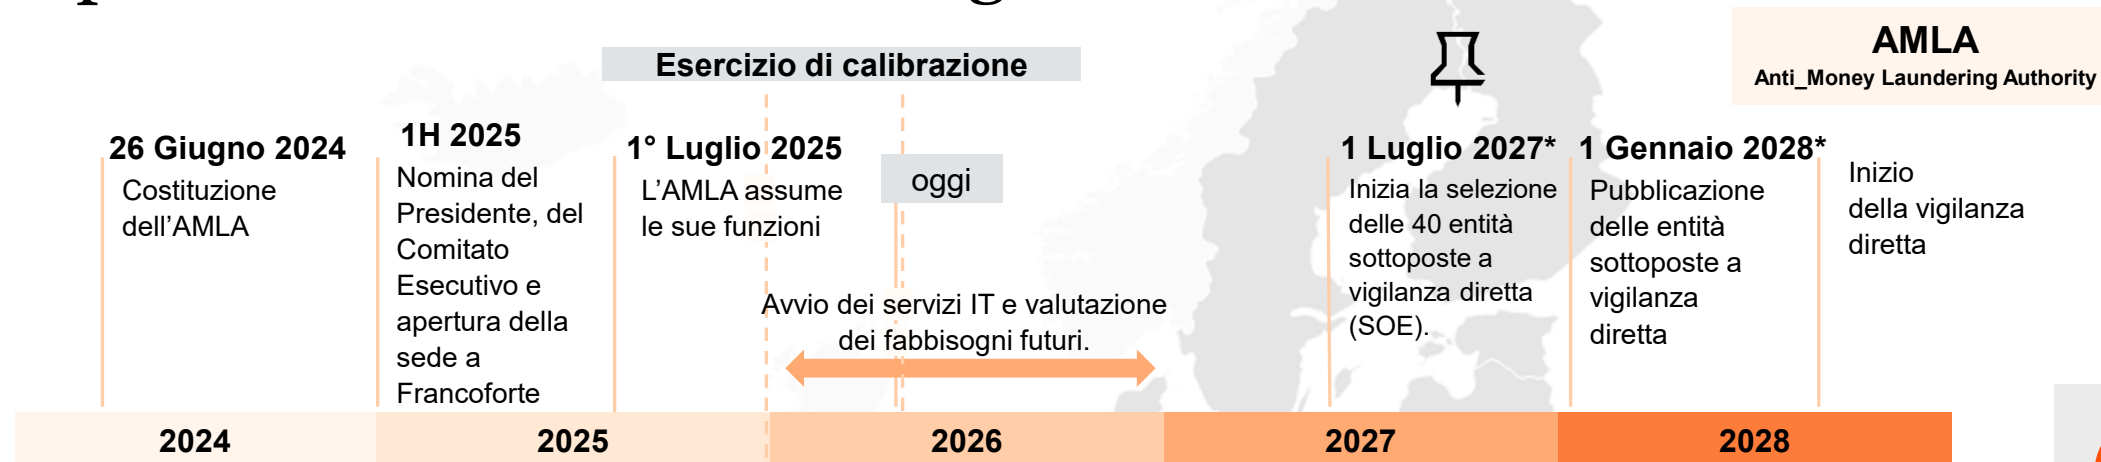 Esercizio di calibrazione
AMLA
Anti_Money Laundering Authority
26 Giugno 2024
Costituzione
dell'AMLA
1H 2025
Nomina del
Presidente, del
Comitato
Esecutivo e
apertura della
sede a
Francoforte
1° Luglio 2025
L'AMLA assume
le sue funzioni
oggi
Avvio dei servizi IT e valutazione
dei fabbisogni futuri.
1 Luglio 2027*
Inizia la selezione
delle 40 entità
sottoposte a
vigilanza diretta
(SOE).
1 Gennaio 2028*
Pubblicazione
delle entità
sottoposte a
vigilanza
diretta
Inizio
della vigilanza
diretta
2024
2025
2026
2027
2028